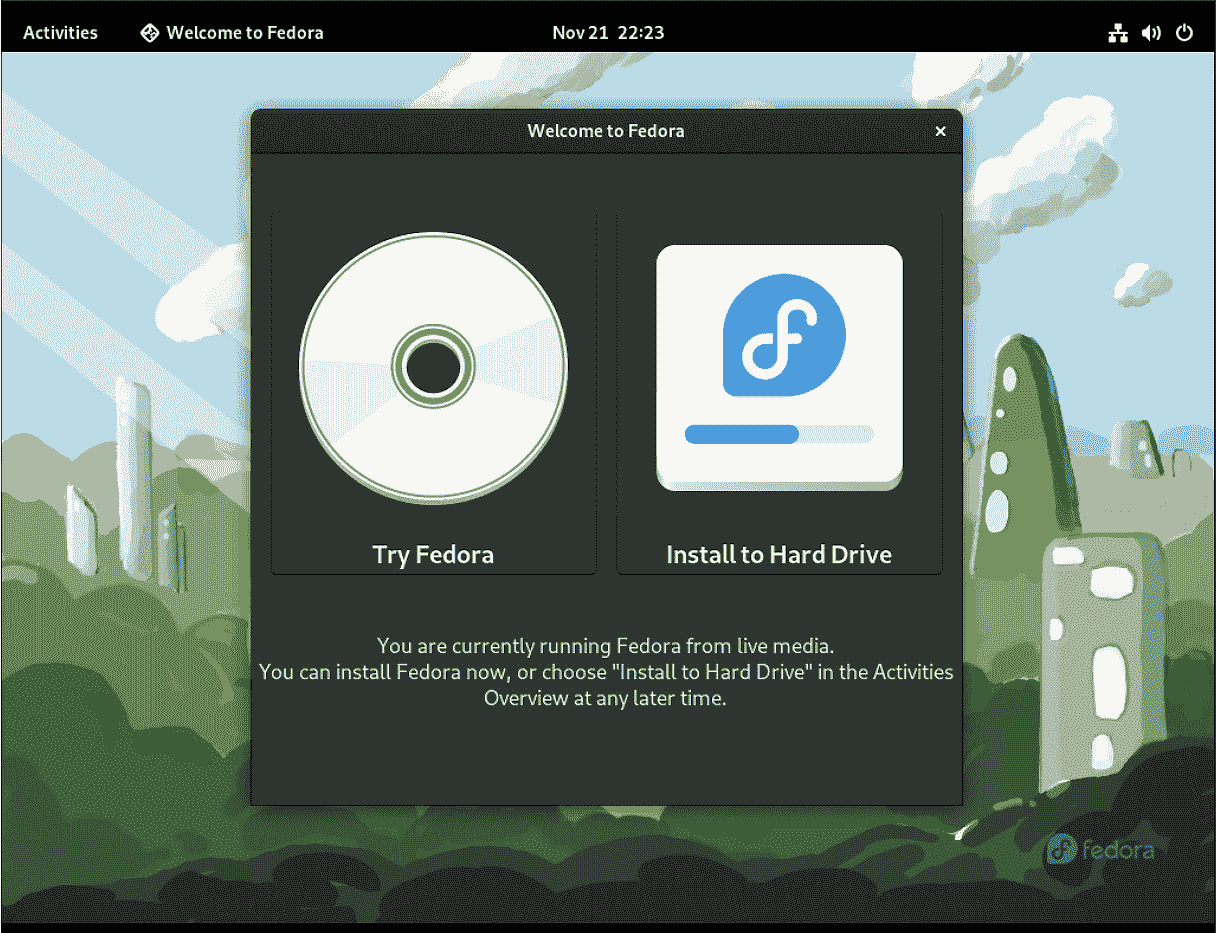 Activities Welcome to Fedora Nov 21 22:23
Welcome to Fedora
Try Fedora Install to Hard Drive
You are currently running Fedora from live media.
You can install Fedora now, or choose "Install to Hard Drive" in the Activities
Overview at any later time.
fedora